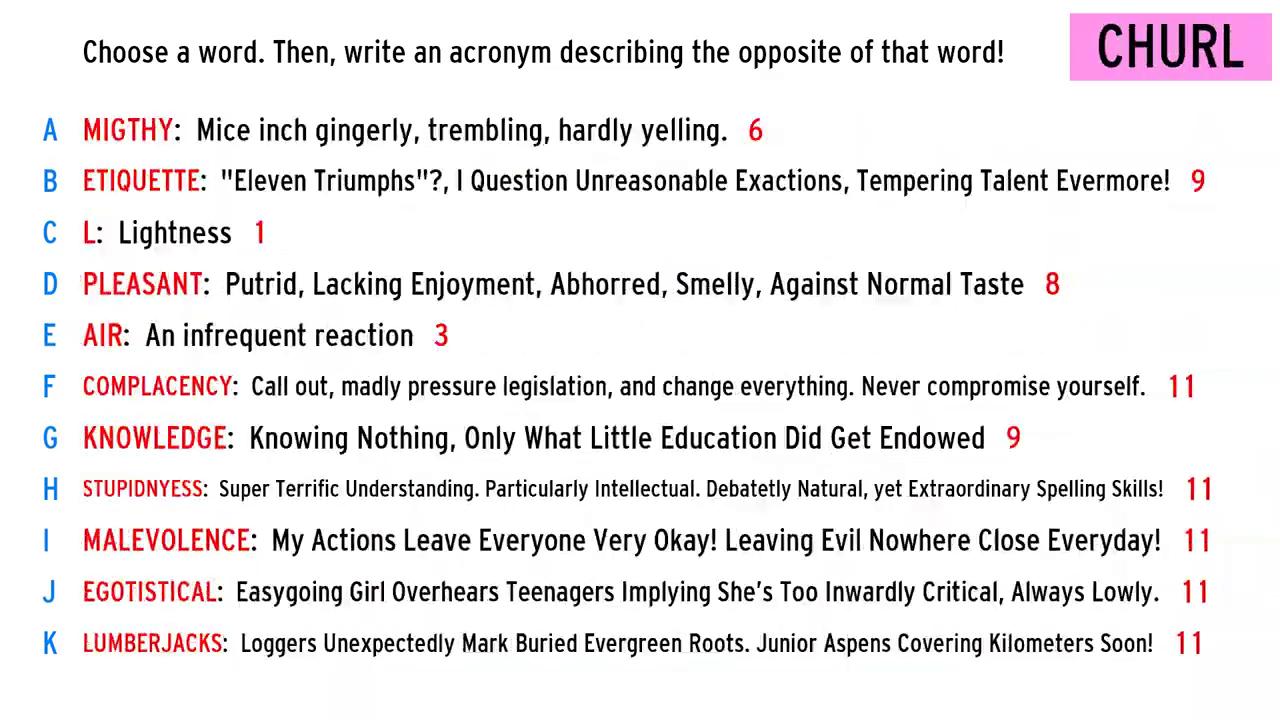 Choose a word. Then, write an acronym describing the opposite of that word!
CHURL
A MIGTHY: Mice inch gingerly, trembling, hardly yelling. 6
B ETIQUETTE: "Eleven Triumphs"?, I Question Unreasonable Exactions, Tempering Talent Evermore! 9
C L: Lightness 1
D PLEASANT: Putrid, Lacking Enjoyment, Abhorred, Smelly, Against Normal Taste 8
E AIR: An infrequent reaction 3
F COMPLACENCY: Call out, madly pressure legislation, and change everything. Never compromise yourself. 11
G KNOWLEDGE: Knowing Nothing, Only What Little Education Did Get Endowed 9
H STUPIDNYESS: Super Terrific Understanding. Particularly Intellectual. Debatetly Natural, yet Extraordinary Spelling Skills! 11
I MALEVOLENCE: My Actions Leave Everyone Very Okay! Leaving Evil Nowhere Close Everyday! 11
J EGOTISTICAL: Easygoing Girl Overhears Teenagers Implying She's Too Inwardly Critical, Always Lowly. 11
K LUMBERJACKS: Loggers Unexpectedly Mark Buried Evergreen Roots. Junior Aspens Covering Kilometers Soon! 11